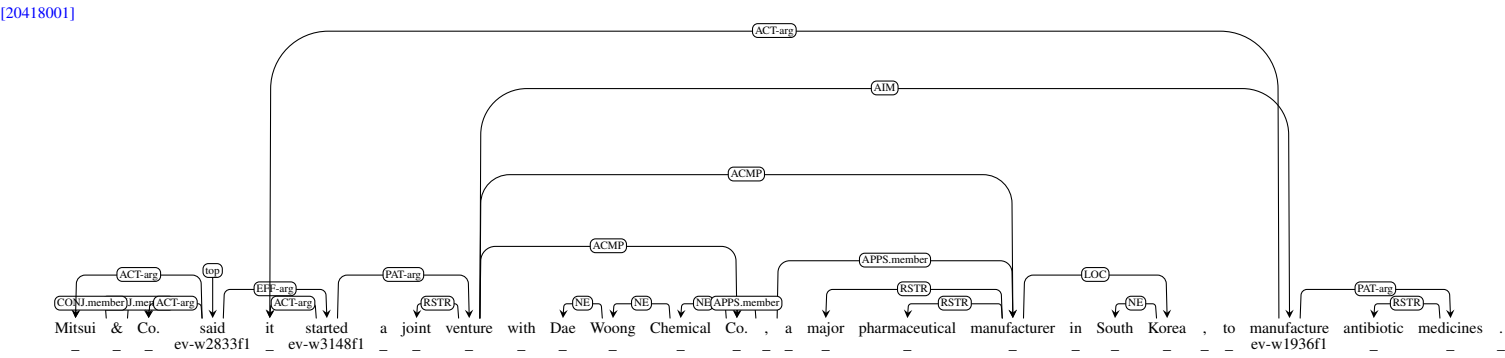 [20418001]
ACT-arg
AIM
ACMP
ACMP
APPS.member
ACT-arg top PAT-arg LOC
EFF-arg RSTR PAT-arg
CONJ.member ACT-arg ACT-arg RSTR NE NE NE APPS.member RSTR NE RSTR
Mitsui & Co. said it started a joint venture with Dae Woong Chemical Co. , a major pharmaceutical manufacturer in South Korea , to manufacture antibiotic medicines .
ev-w2833f1 ev-w3148f1 ev-w1936f1